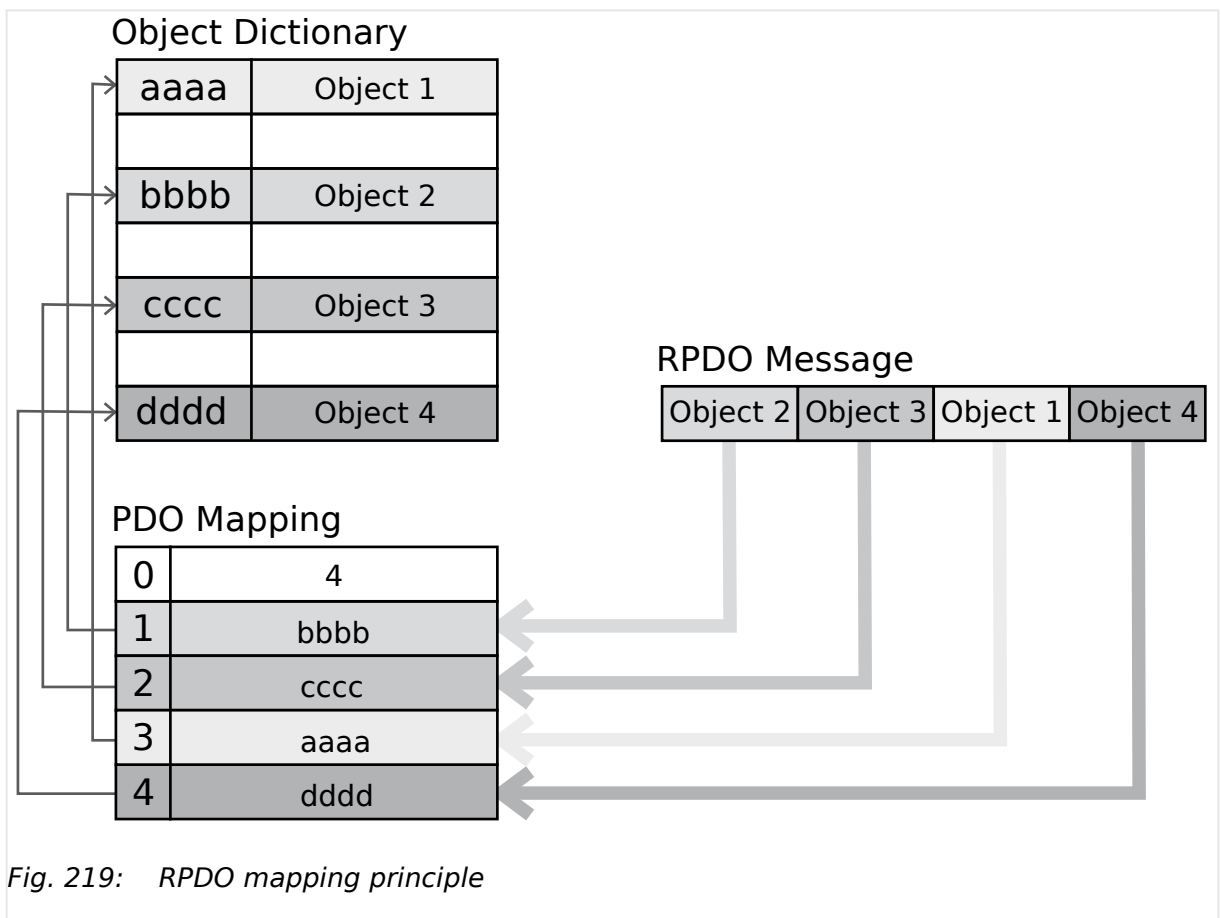 Object Dictionary
aaaa Object 1
bbbb Object 2
cccc Object 3
dddd Object 4
RPDO Message
Object 2 Object 3 Object 1 Object 4
PDO Mapping
0 4
1 bbbb
2 cccc
3 aaaa
4 dddd
Fig. 219: RPDO mapping principle